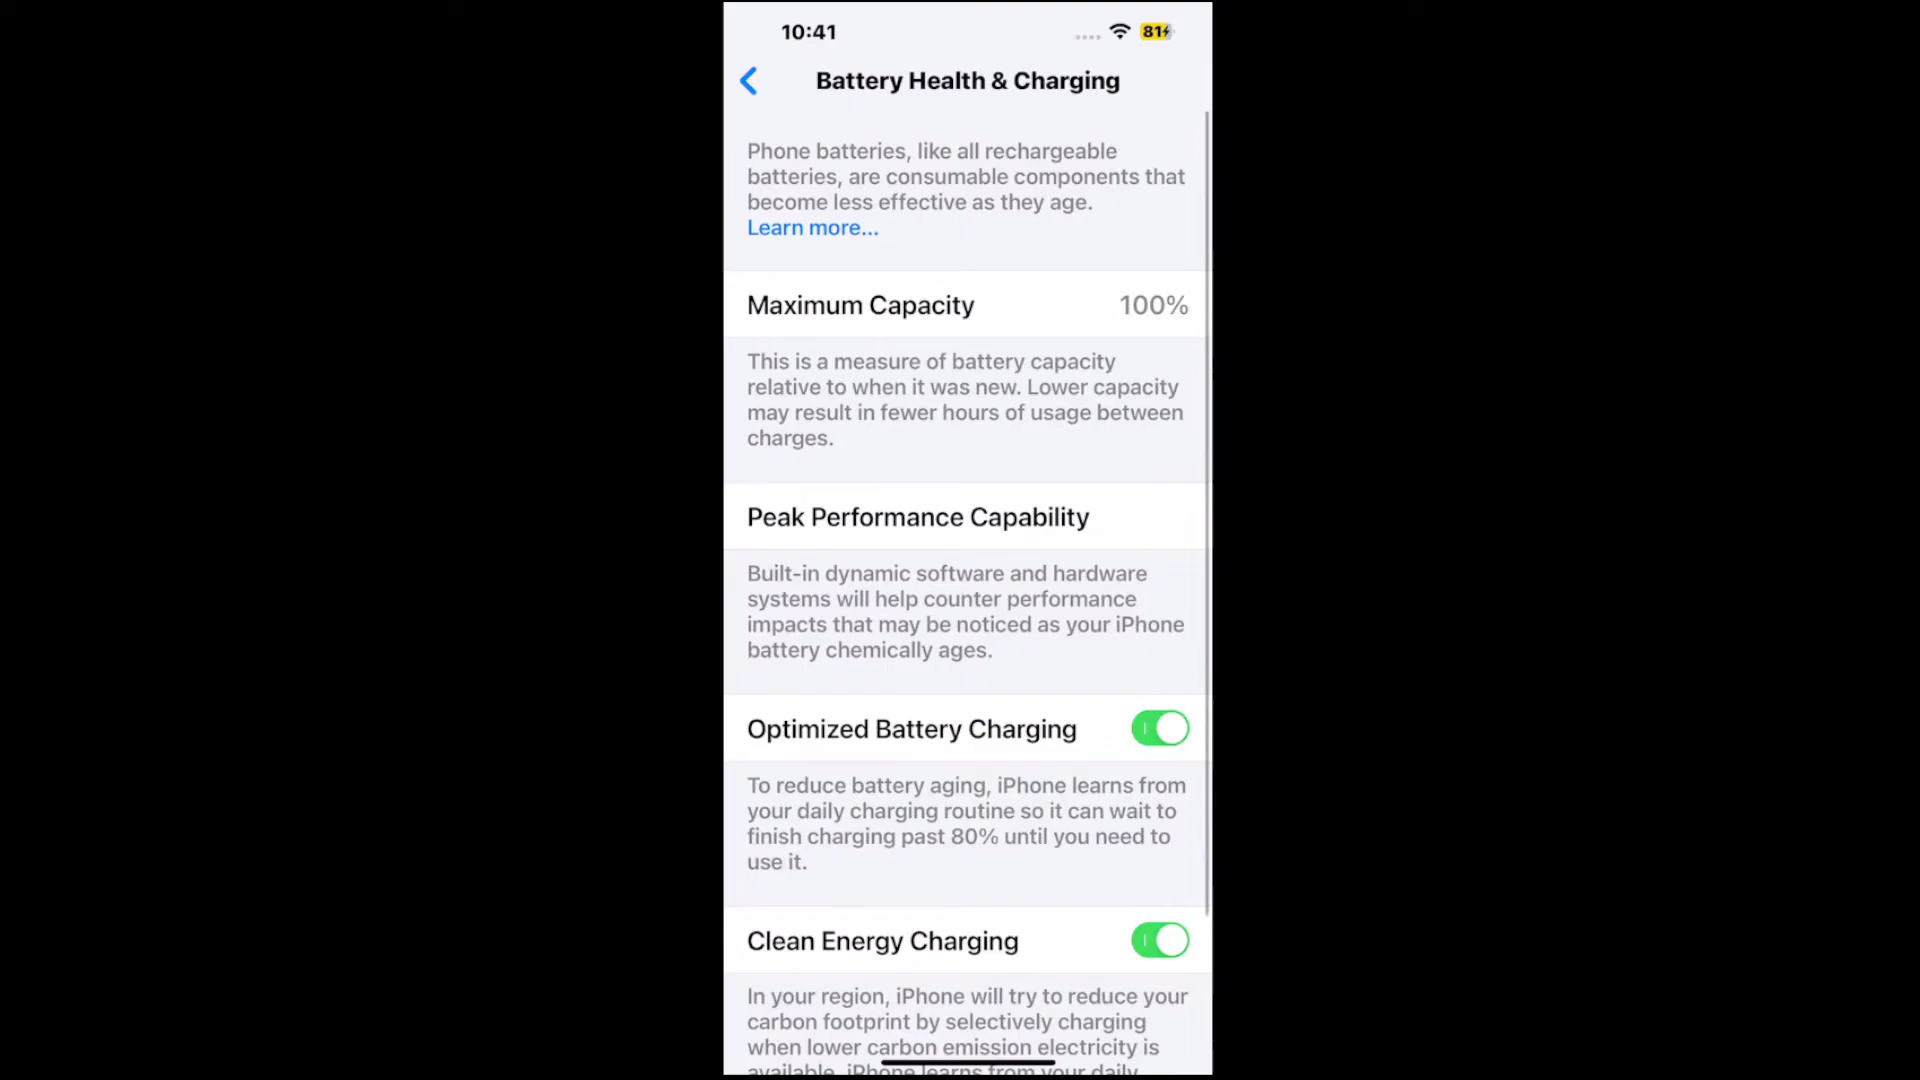 10:41
81
Battery Health & Charging
Phone batteries, like all rechargeable
batteries, are consumable components that
become less effective as they age.
Learn more...
Maximum Capacity 100%
This is a measure of battery capacity
relative to when it was new. Lower capacity
may result in fewer hours of usage between
charges.
Peak Performance Capability
Built-in dynamic software and hardware
systems will help counter performance
impacts that may be noticed as your iPhone
battery chemically ages.
Optimized Battery Charging
To reduce battery aging, iPhone learns from
your daily charging routine so it can wait to
finish charging past 80% until you need to
use it.
Clean Energy Charging
In your region, iPhone will try to reduce your
carbon footprint by selectively charging
when lower carbon emission electricity is
available. iPhone learns from your daily